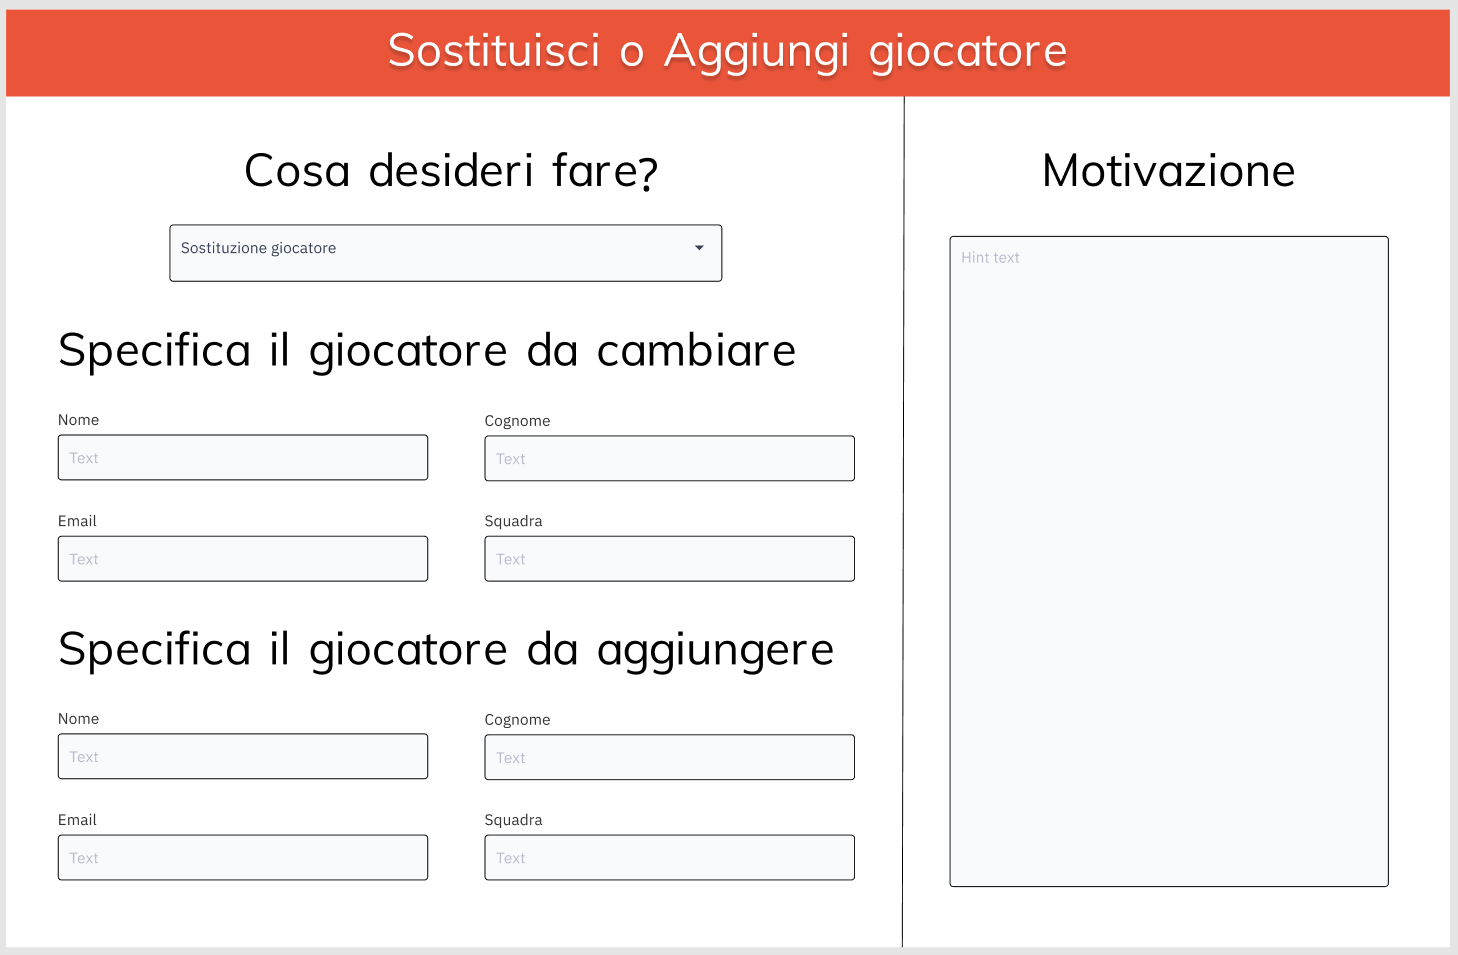 Sostituisci o Aggiungi giocatore
Cosa desideri fare?
Sostituzione giocatore
Specifica il giocatore da cambiare
Nome
Cognome
Text
Text
Email
Squadra
Text
Text
Specifica il giocatore da aggiungere
Nome
Cognome
Text
Text
Email
Squadra
Text
Text
Motivazione
Hint text